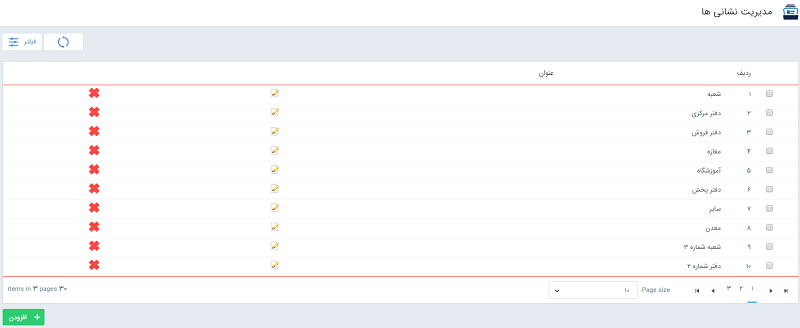 مدیریت نشانی ها
فیلتر
ردیف عنوان
۱ شعبه
۲ دفتر مرکزی
۳ دفتر فروش
۴ مغازه
۵ آموزشگاه
۶ دفتر پخش
۷ سایر
۸ معدن
۹ شعبه شماره ۳
۱۰ دفتر شماره ۲
۱ ۲ ۳ Page size: ۱۰ ۳۰ items in ۳ pages
افزودن +